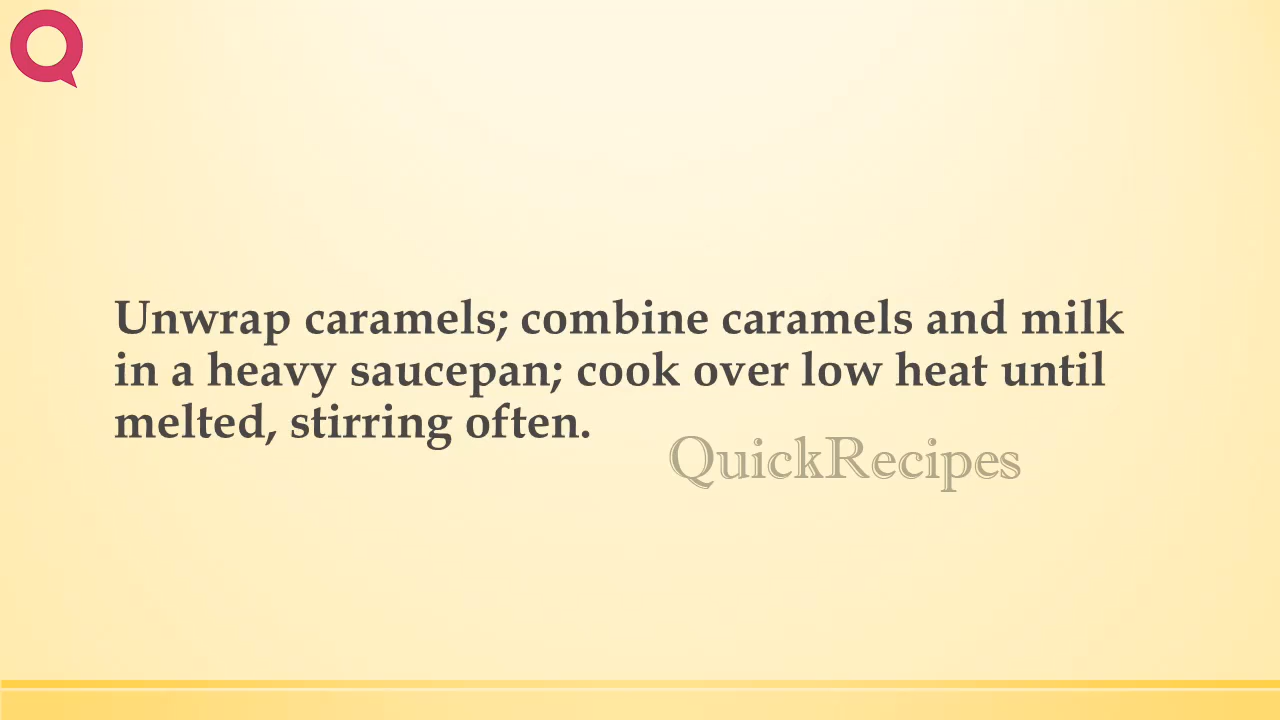 Unwrap caramels; combine caramels and milk
in a heavy saucepan; cook over low heat until
melted, stirring often.
QuickRecipes